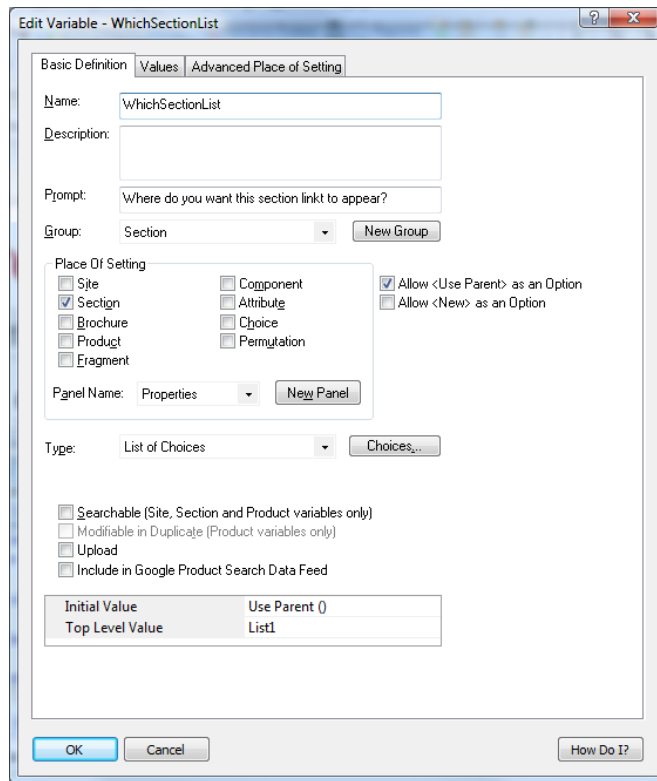 Edit Variable - WhichSectionList
Basic Definition Values Advanced Place of Setting
Name: WhichSectionList
Description:
Prompt: Where do you want this section linkt to appear?
Group: Section New Group
Place Of Setting
Site Component Allow <Use Parent> as an Option
Section Attribute Allow <New> as an Option
Brochure Choice
Product Permutation
Fragment
Panel Name: Properties New Panel
Type: List of Choices Choices...
Searchable (Site, Section and Product variables only)
Modifiable in Duplicate (Product variables only)
Upload
Include in Google Product Search Data Feed
Initial Value Use Parent ()
Top Level Value List1
OK Cancel How Do I?